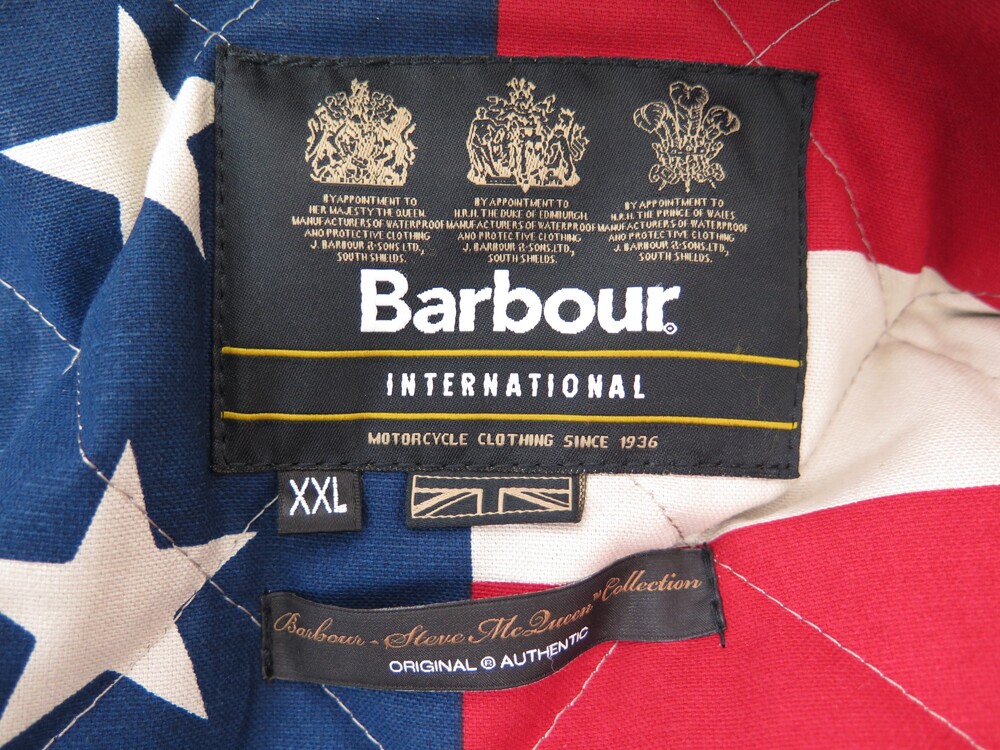 BY APPOINTMENT TO
HER MAJESTY THE QUEEN.
MANUFACTURERS OF WATERPROOF
AND PROTECTIVE CLOTHING
J. BARBOUR & SONS LTD.,
SOUTH SHIELDS.
BY APPOINTMENT TO
H.R.H. THE DUKE OF EDINBURGH.
MANUFACTURERS OF WATERPROOF
AND PROTECTIVE CLOTHING
J. BARBOUR & SONS LTD.,
SOUTH SHIELDS.
BY APPOINTMENT TO
H.R.H. THE PRINCE OF WALES.
MANUFACTURERS OF WATERPROOF
AND PROTECTIVE CLOTHING
J. BARBOUR & SONS LTD.,
SOUTH SHIELDS.
Barbour®
INTERNATIONAL
MOTORCYCLE CLOTHING SINCE 1936
XXL
Barbour - Steve McQueen™ Collection
ORIGINAL ® AUTHENTIC